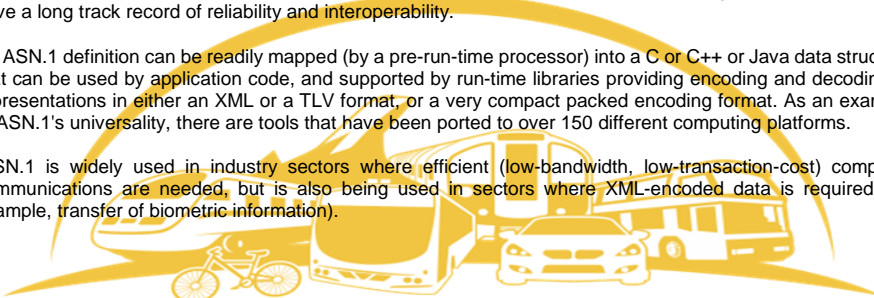 ve a long track record of reliability and interoperability.
ASN.1 definition can be readily mapped (by a pre-run-time processor) into a C or C++ or Java data struc
at can be used by application code, and supported by run-time libraries providing encoding and decodin
presentations in either an XML or a TLV format, or a very compact packed encoding format. As an exam
ASN.1's universality, there are tools that have been ported to over 150 different computing platforms.
SN.1 is widely used in industry sectors where efficient (low-bandwidth, low-transaction-cost) comp
mmunications are needed, but is also being used in sectors where XML-encoded data is required
ample, transfer of biometric information).